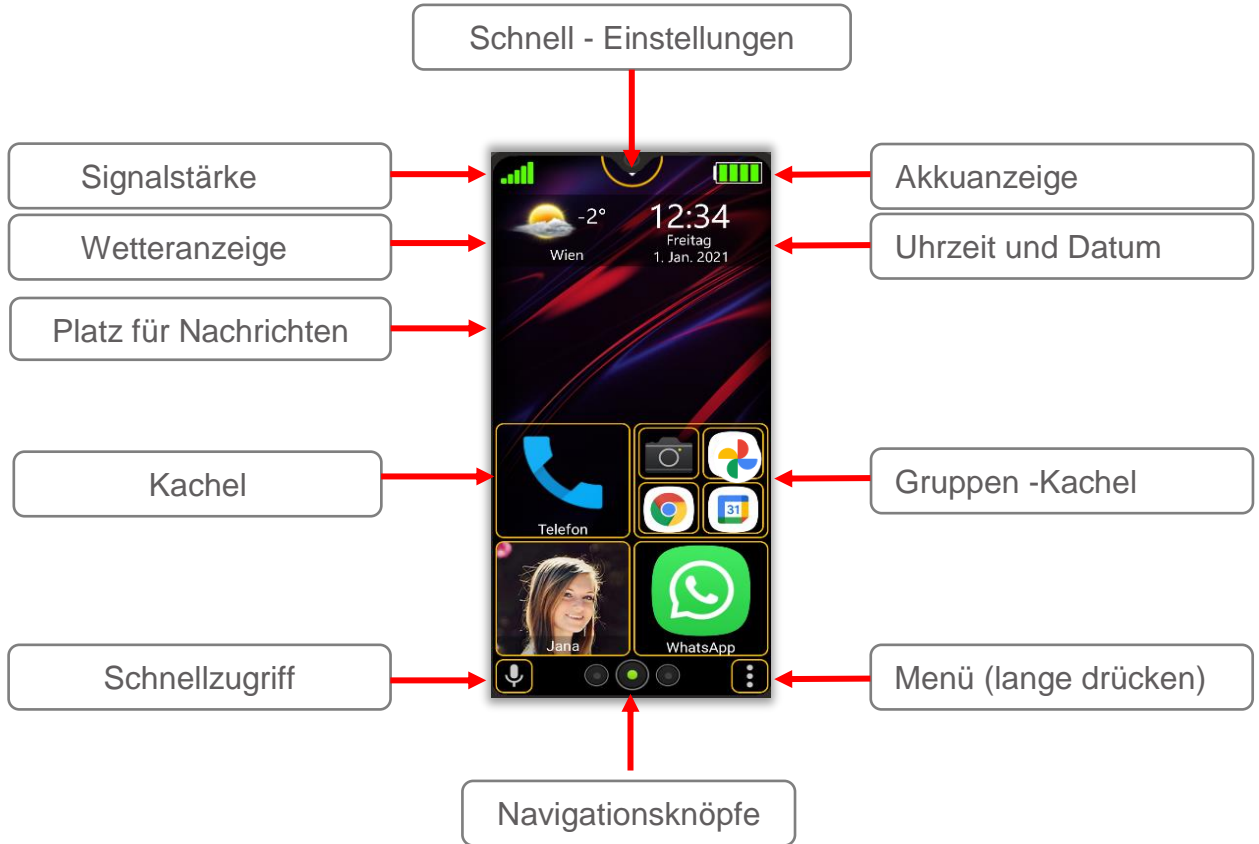 Schnell - Einstellungen
Signalstärke
Akkuanzeige
Wetteranzeige
-2°
Wien
12:34
Freitag
1. Jan. 2021
Uhrzeit und Datum
Platz für Nachrichten
Kachel
Telefon
31
Gruppen -Kachel
Jana
WhatsApp
Schnellzugriff
Menü (lange drücken)
Navigationsknöpfe